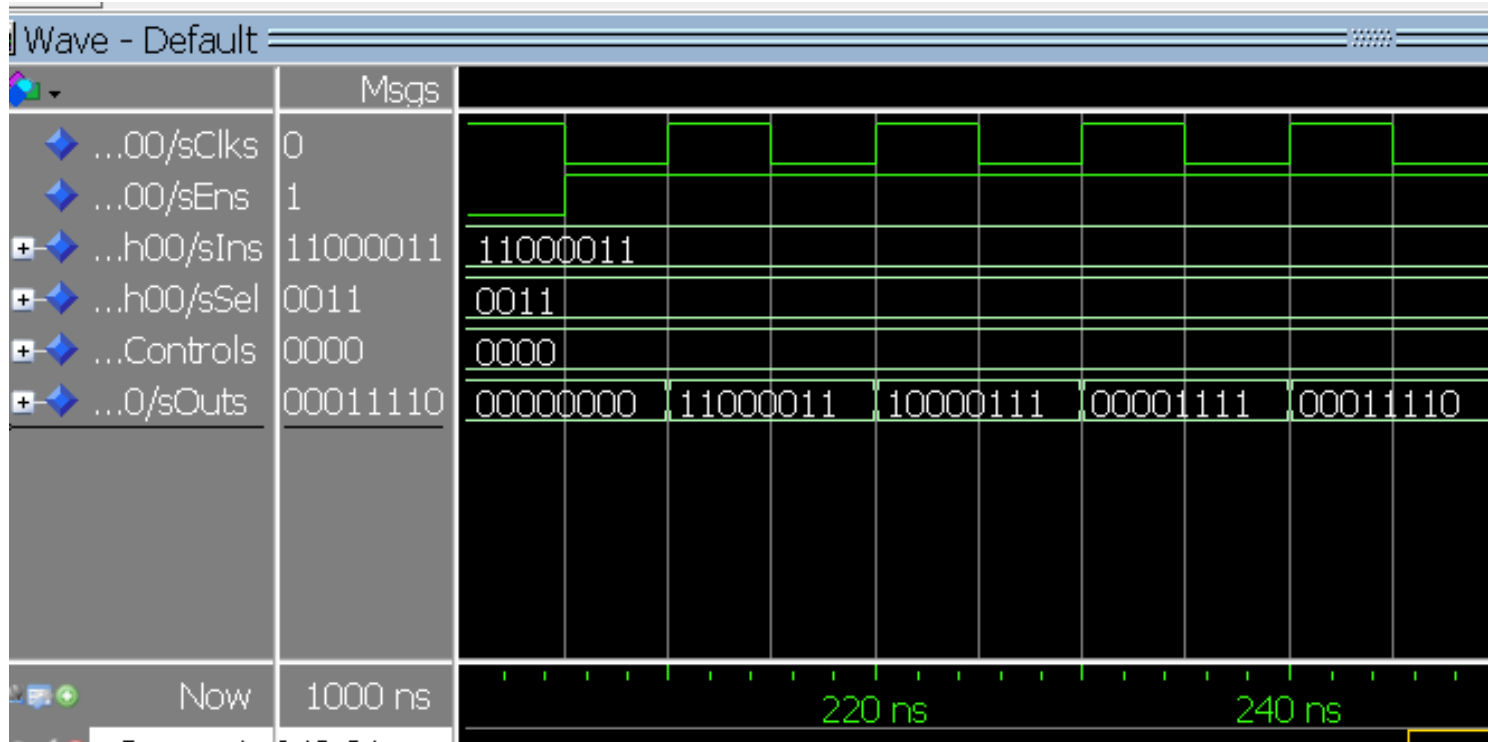 Wave - Default
Msgs
...00/sClks 0
...00/sEns 1
...h00/sIns 11000011 11000011
...h00/sSel 0011 0011
...Controls 0000 0000
...0/sOuts 00011110 00000000 11000011 10000111 00001111 00011110
Now 1000 ns 220 ns 240 ns